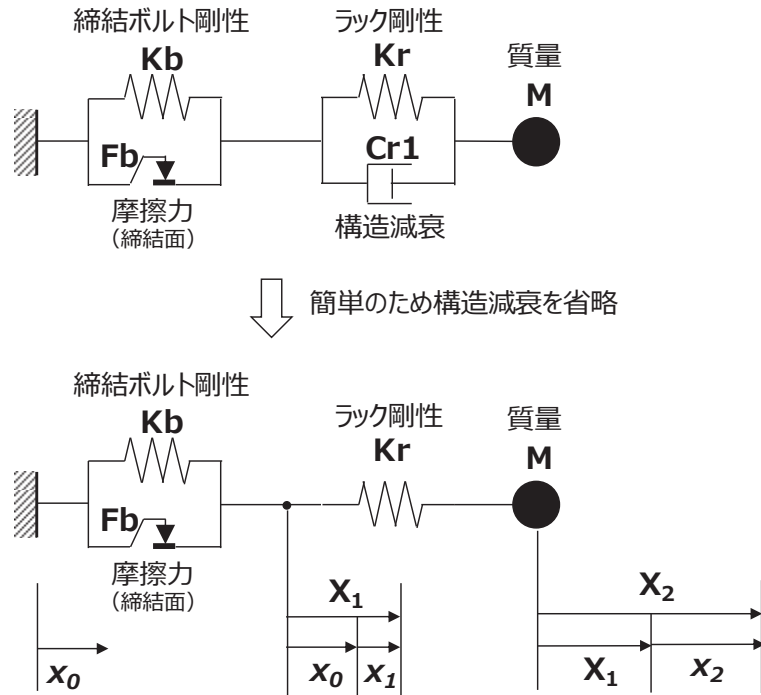 締結ボルト剛性
Kb
ラック剛性
Kr
質量
M
Fb
Cr1
摩擦力
（締結面）
構造減衰
簡単のため構造減衰を省略
締結ボルト剛性
Kb
ラック剛性
Kr
質量
M
Fb
摩擦力
（締結面）
X₁
X₂
x₀
x₀ x₁
X₁
x₂